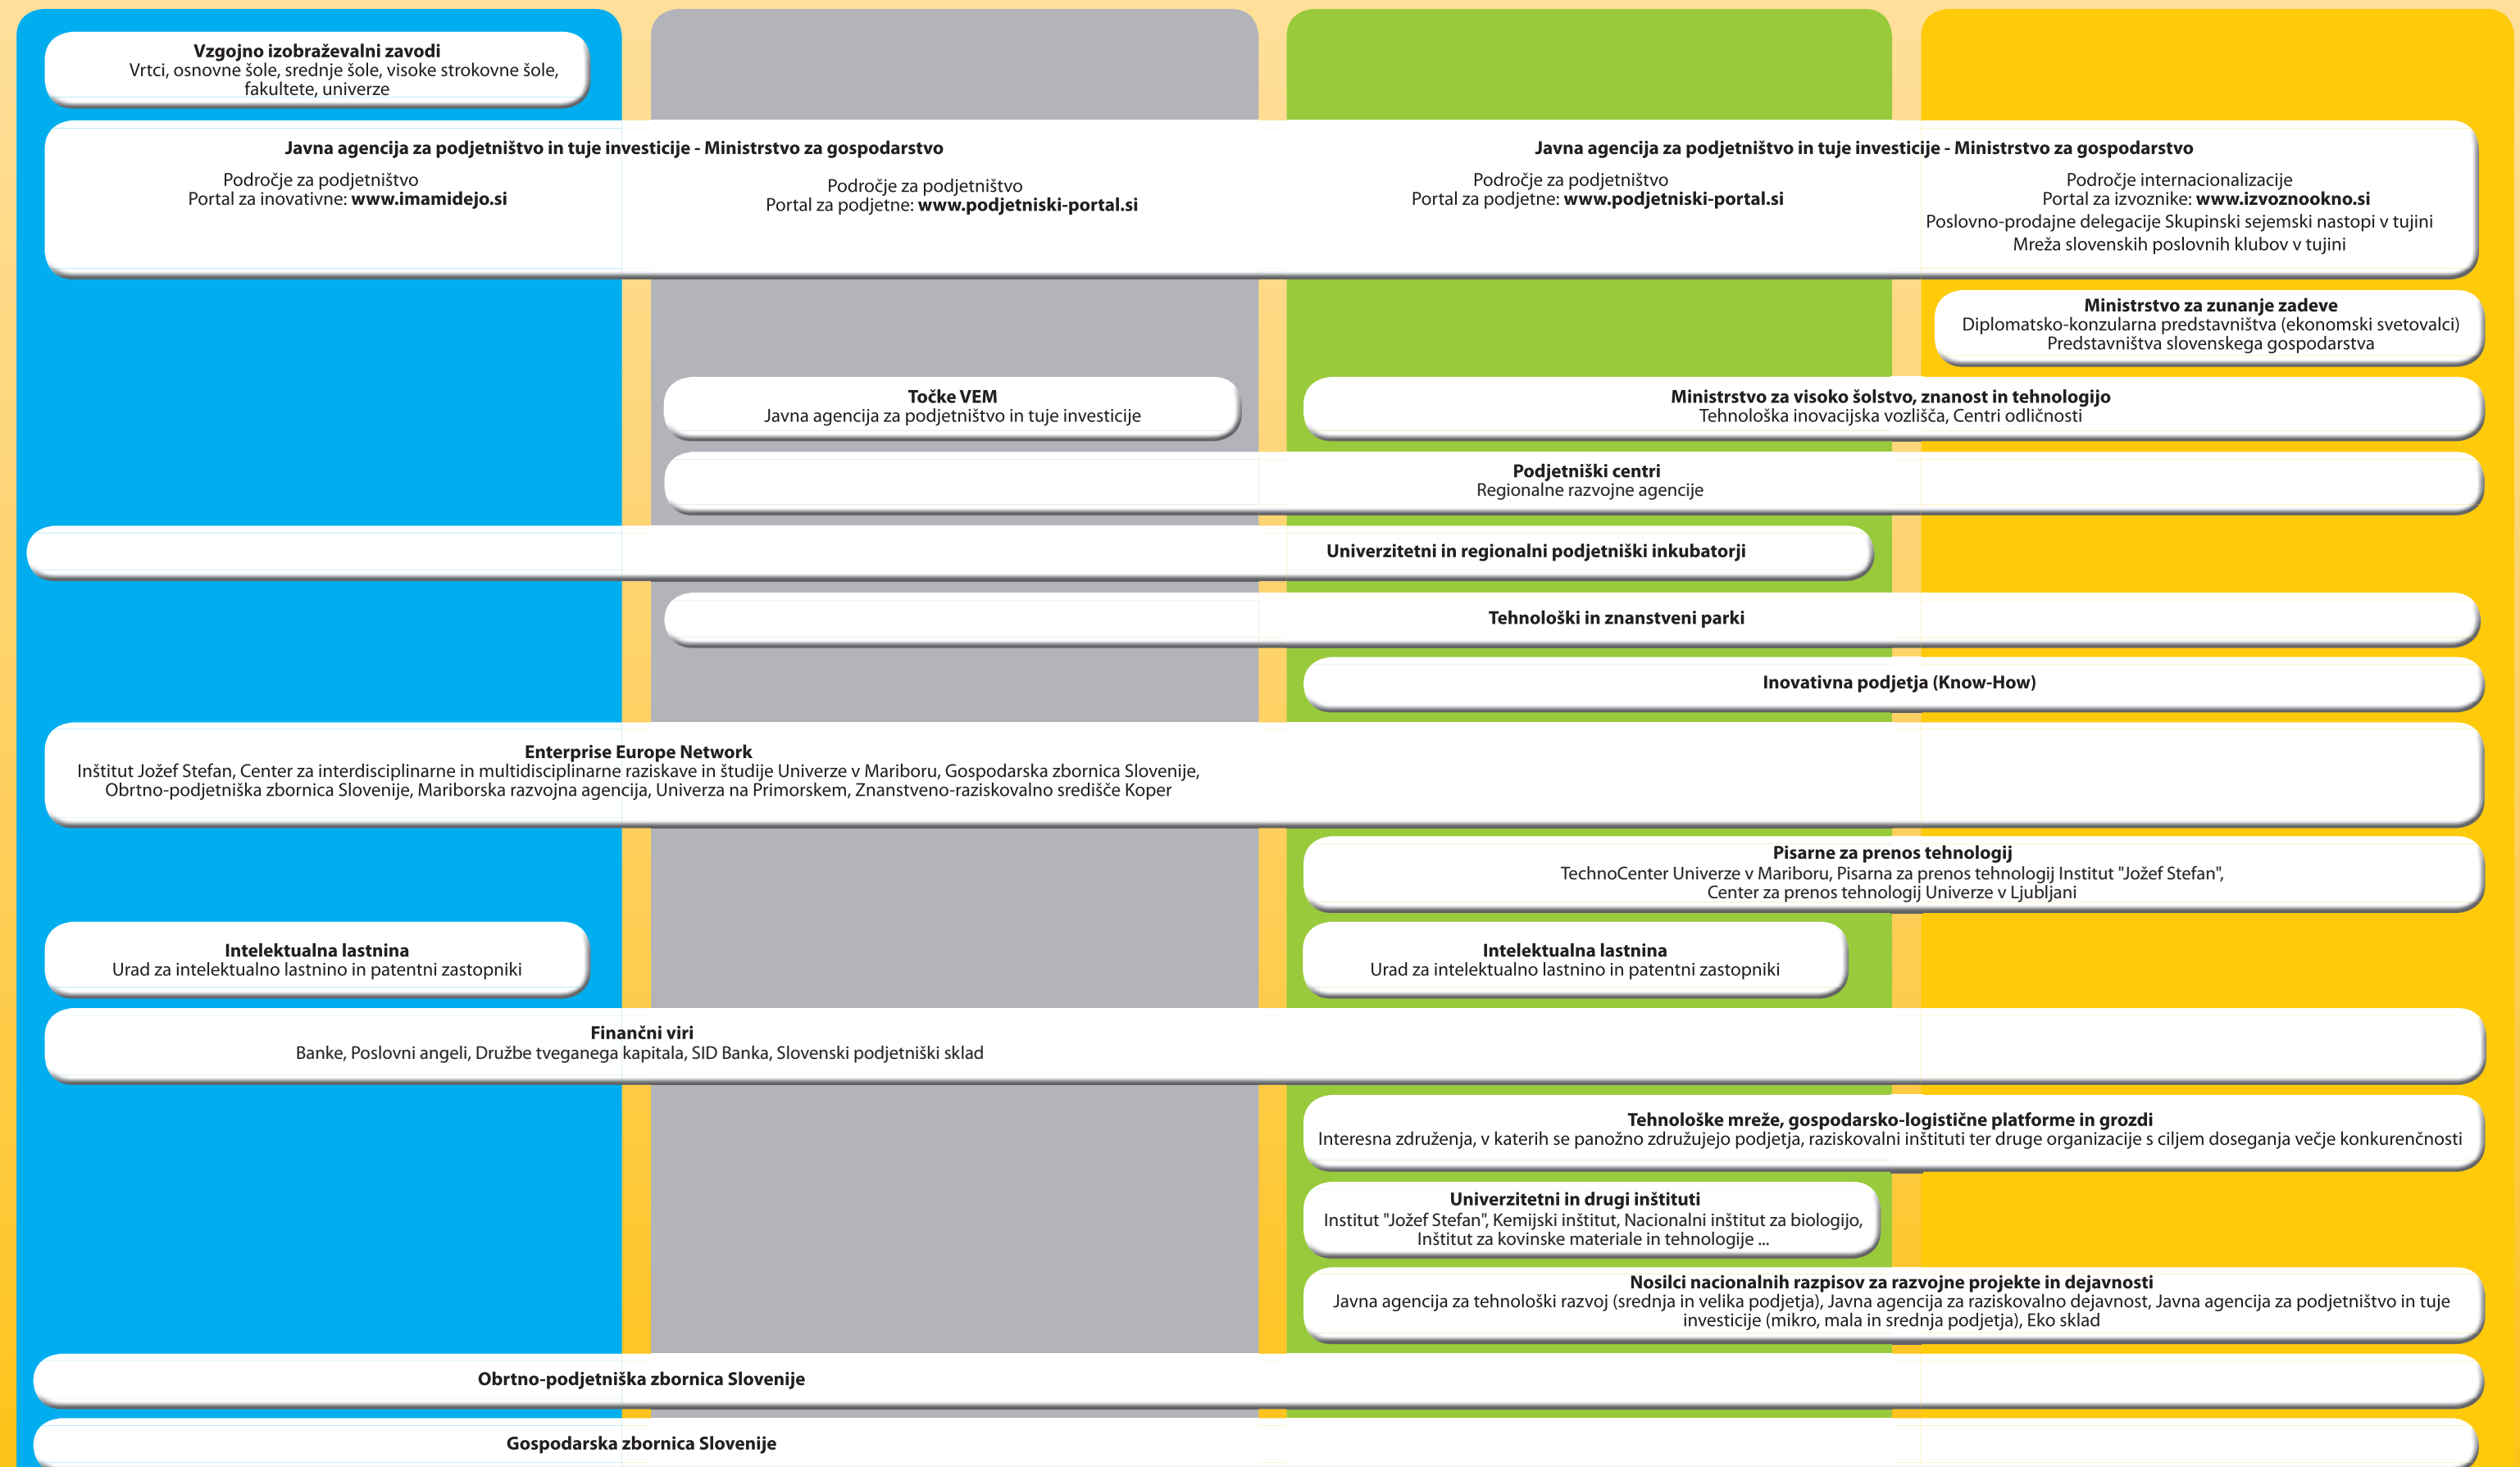 Vzgojno izobraževalni zavodi
Vrtci, osnovne šole, srednje šole, visoke strokovne šole,
fakultete, univerze
Javna agencija za podjetništvo in tuje investicije - Ministrstvo za gospodarstvo
Področje za podjetništvo
Portal za inovativne: www.imamidejo.si
Področje za podjetništvo
Portal za podjetne: www.podjetniski-portal.si
Javna agencija za podjetništvo in tuje investicije - Ministrstvo za gospodarstvo
Področje za podjetništvo
Portal za podjetne: www.podjetniski-portal.si
Področje internacionalizacije
Portal za izvoznike: www.izvoznookno.si
Poslovno-prodajne delegacije Skupinski sejemski nastopi v tujini
Mreža slovenskih poslovnih klubov v tujini
Ministrstvo za zunanje zadeve
Diplomatsko-konzularna predstavništva (ekonomski svetovalci)
Predstavništva slovenskega gospodarstva
Točke VEM
Javna agencija za podjetništvo in tuje investicije
Ministrstvo za visoko šolstvo, znanost in tehnologijo
Tehnološka inovacijska vozlišča, Centri odličnosti
Podjetniški centri
Regionalne razvojne agencije
Univerzitetni in regionalni podjetniški inkubatorji
Tehnološki in znanstveni parki
Inovativna podjetja (Know-How)
Enterprise Europe Network
Inštitut Jožef Stefan, Center za interdisciplinarne in multidisciplinarne raziskave in študije Univerze v Mariboru, Gospodarska zbornica Slovenije,
Obrtno-podjetniška zbornica Slovenije, Mariborska razvojna agencija, Univerza na Primorskem, Znanstveno-raziskovalno središče Koper
Pisarne za prenos tehnologij
TechnoCenter Univerze v Mariboru, Pisarna za prenos tehnologij Institut "Jožef Stefan",
Center za prenos tehnologij Univerze v Ljubljani
Intelektualna lastnina
Urad za intelektualno lastnino in patentni zastopniki
Intelektualna lastnina
Urad za intelektualno lastnino in patentni zastopniki
Finančni viri
Banke, Poslovni angeli, Družbe tveganega kapitala, SID Banka, Slovenski podjetniški sklad
Tehnološke mreže, gospodarsko-logistične platforme in grozdi
Interesna združenja, v katerih se panožno združujejo podjetja, raziskovalni inštituti ter druge organizacije s ciljem doseganja večje konkurenčnosti
Univerzitetni in drugi inštituti
Institut "Jožef Stefan", Kemijski inštitut, Nacionalni inštitut za biologijo,
Inštitut za kovinske materiale in tehnologije ...
Nosilci nacionalnih razpisov za razvojne projekte in dejavnosti
Javna agencija za tehnološki razvoj (srednja in velika podjetja), Javna agencija za raziskovalno dejavnost, Javna agencija za podjetništvo in tuje
investicije (mikro, mala in srednja podjetja), Eko sklad
Obrtno-podjetniška zbornica Slovenije
Gospodarska zbornica Slovenije